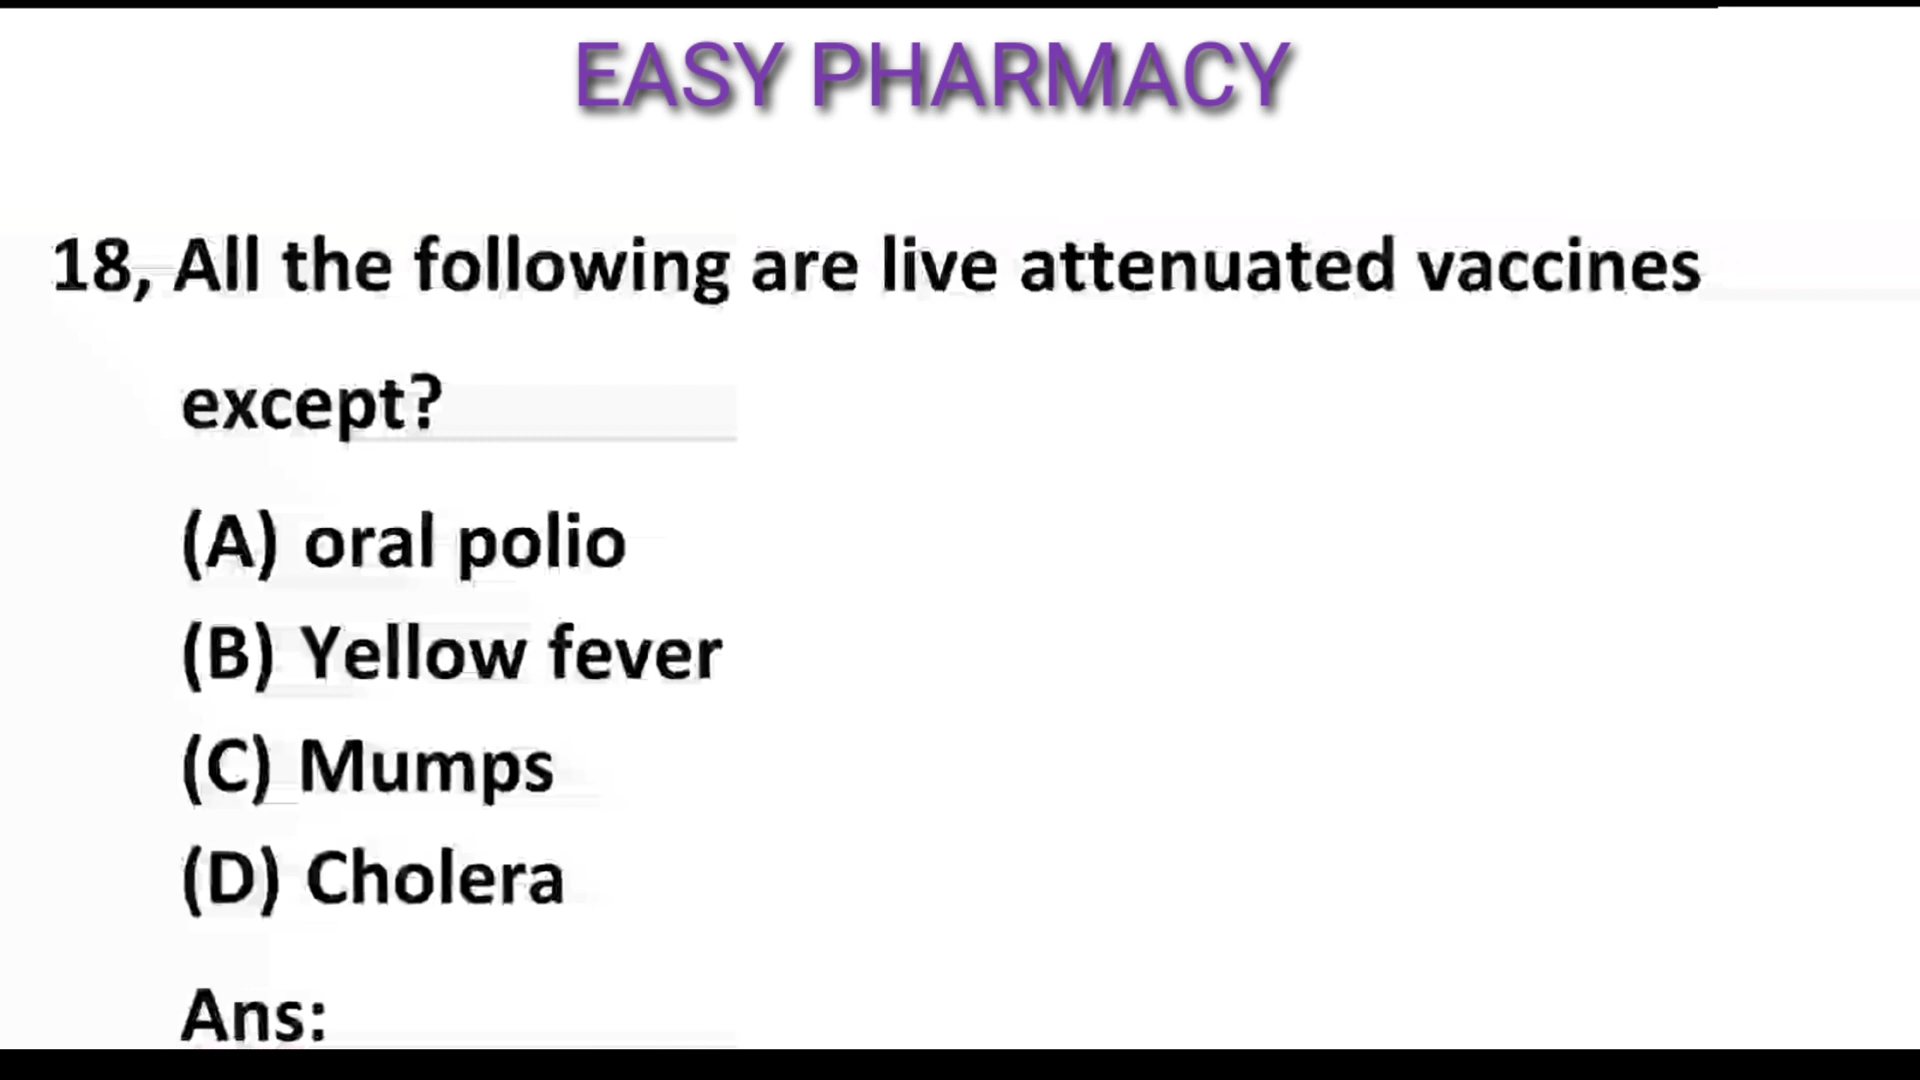 EASY PHARMACY
18, All the following are live attenuated vaccines
except?
(A) oral polio
(B) Yellow fever
(C) Mumps
(D) Cholera
Ans: